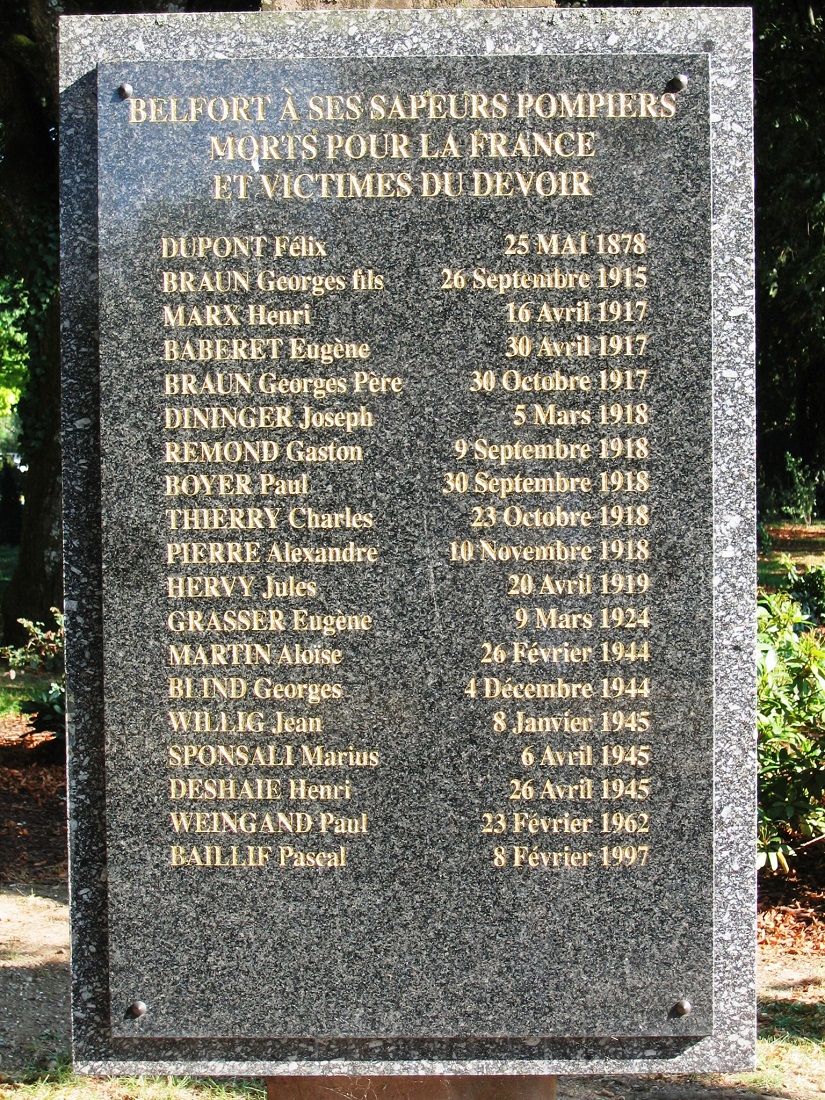 BELFORT À SES SAPEURS POMPIERS
MORTS POUR LA FRANCE
ET VICTIMES DU DEVOIR
DUPONT Félix 25 MAI 1878
BRAUN Georges fils 26 Septembre 1915
MARX Henri 16 Avril 1917
BABERET Eugène 30 Avril 1917
BRAUN Georges Père 30 Octobre 1917
DININGER Joseph 5 Mars 1918
REMOND Gaston 9 Septembre 1918
BOYER Paul 30 Septembre 1918
THIERRY Charles 23 Octobre 1918
PIERRE Alexandre 10 Novembre 1918
HERVY Jules 20 Avril 1919
GRASSER Eugène 9 Mars 1924
MARTIN Aloïse 26 Février 1944
BLIND Georges 4 Décembre 1944
WILLIG Jean 8 Janvier 1945
SPONSALI Marius 6 Avril 1945
DESHAIE Henri 26 Avril 1945
WEINGAND Paul 23 Février 1962
BAILLIF Pascal 8 Février 1997